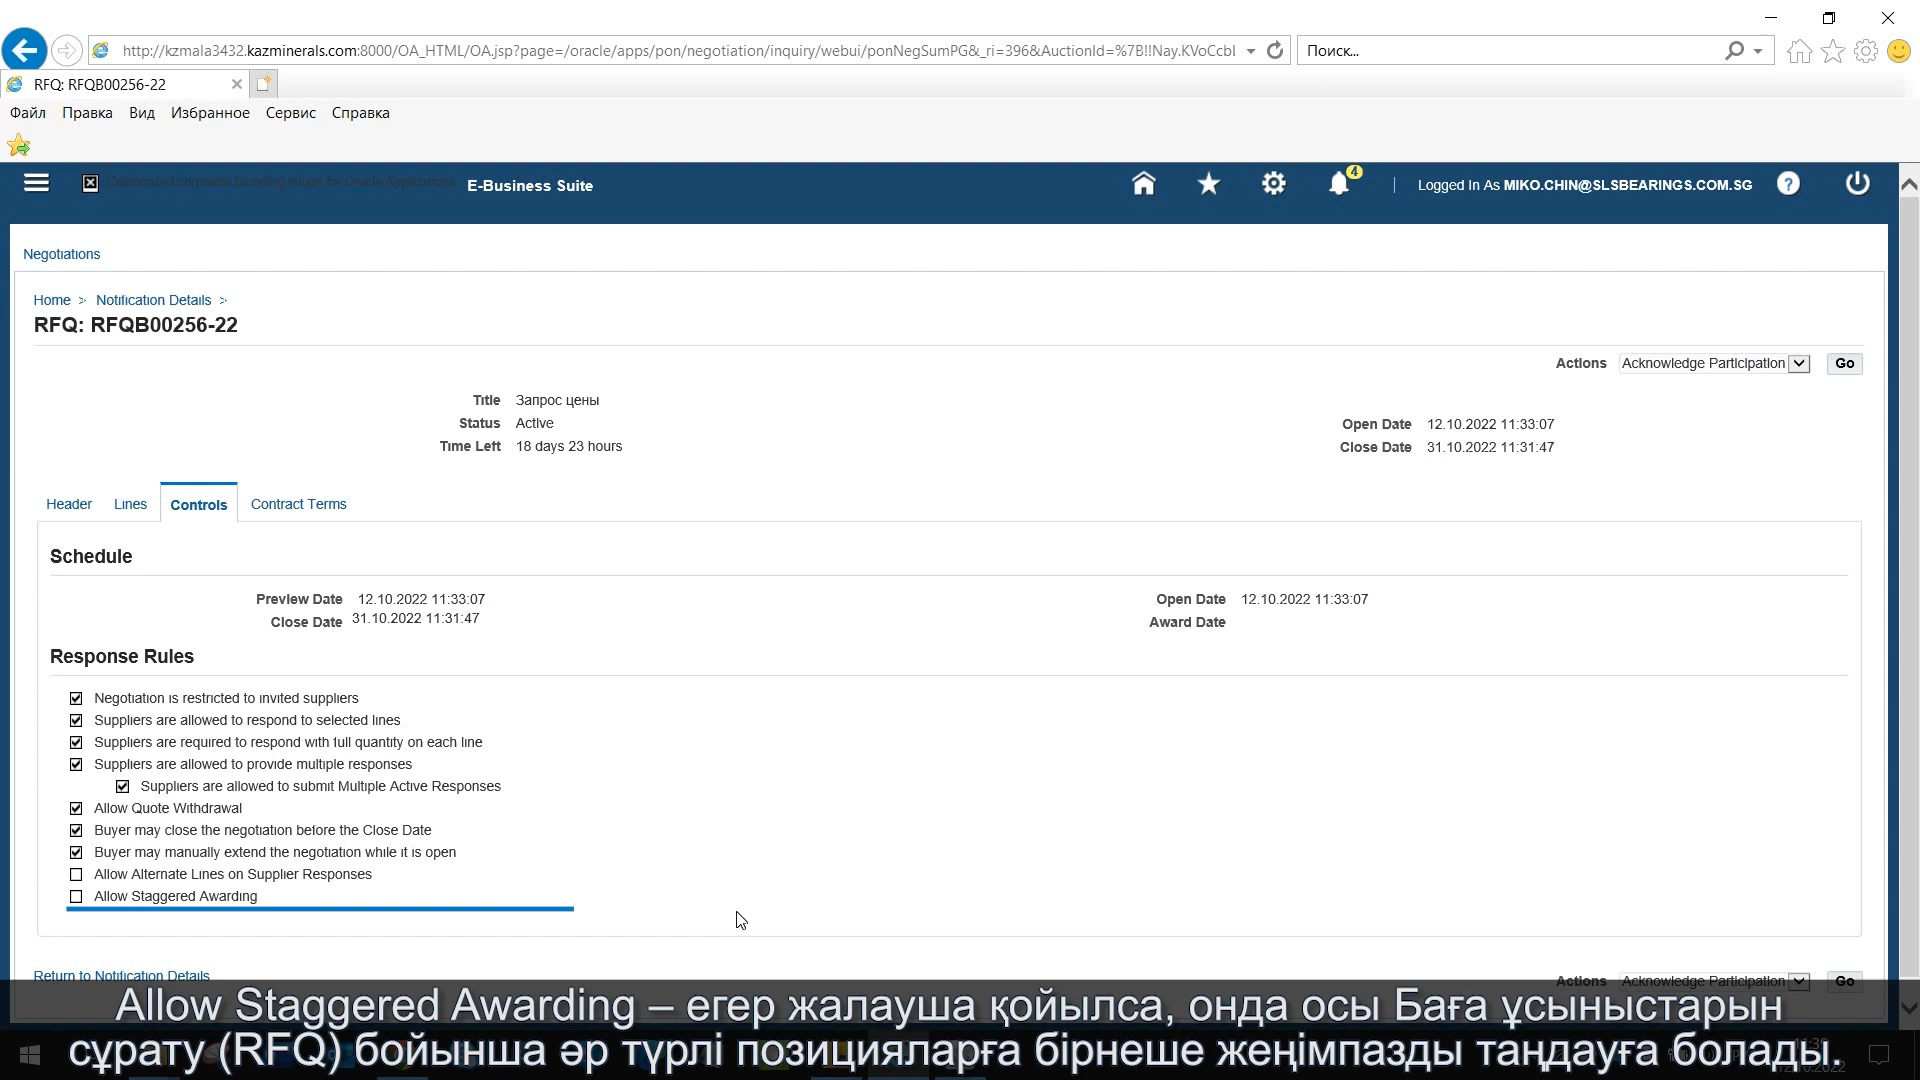 http://kzmala3432.kazminerals.com:8000/OA_HTML/OA.jsp?page=/oracle/apps/pon/negotiation/inquiry/webui/ponNegSumPG&_ri=396&AuctionId=%7B!!Nay.KVoCcbl
Поиск...
RFQ: RFQB00256-22
Файл Правка Вид Избранное Сервис Справка
E-Business Suite
4
Logged In As MIKO.CHIN@SLSBEARINGS.COM.SG
Negotiations
Home > Notification Details >
RFQ: RFQB00256-22
Actions Acknowledge Participation Go
Title Запрос цены
Status Active
Time Left 18 days 23 hours
Open Date 12.10.2022 11:33:07
Close Date 31.10.2022 11:31:47
Header Lines Controls Contract Terms
Schedule
Preview Date 12.10.2022 11:33:07
Close Date 31.10.2022 11:31:47
Open Date 12.10.2022 11:33:07
Award Date
Response Rules
Negotiation is restricted to invited suppliers
Suppliers are allowed to respond to selected lines
Suppliers are required to respond with full quantity on each line
Suppliers are allowed to provide multiple responses
Suppliers are allowed to submit Multiple Active Responses
Allow Quote Withdrawal
Buyer may close the negotiation before the Close Date
Buyer may manually extend the negotiation while it is open
Allow Alternate Lines on Supplier Responses
Allow Staggered Awarding
Return to Notification Details
Actions Acknowledge Participation Go
Allow Staggered Awarding – егер жалауша қойылса, онда осы Баға ұсыныстарын
сұрату (RFQ) бойынша әр түрлі позицияларға бірнеше жеңімпазды таңдауға болады.